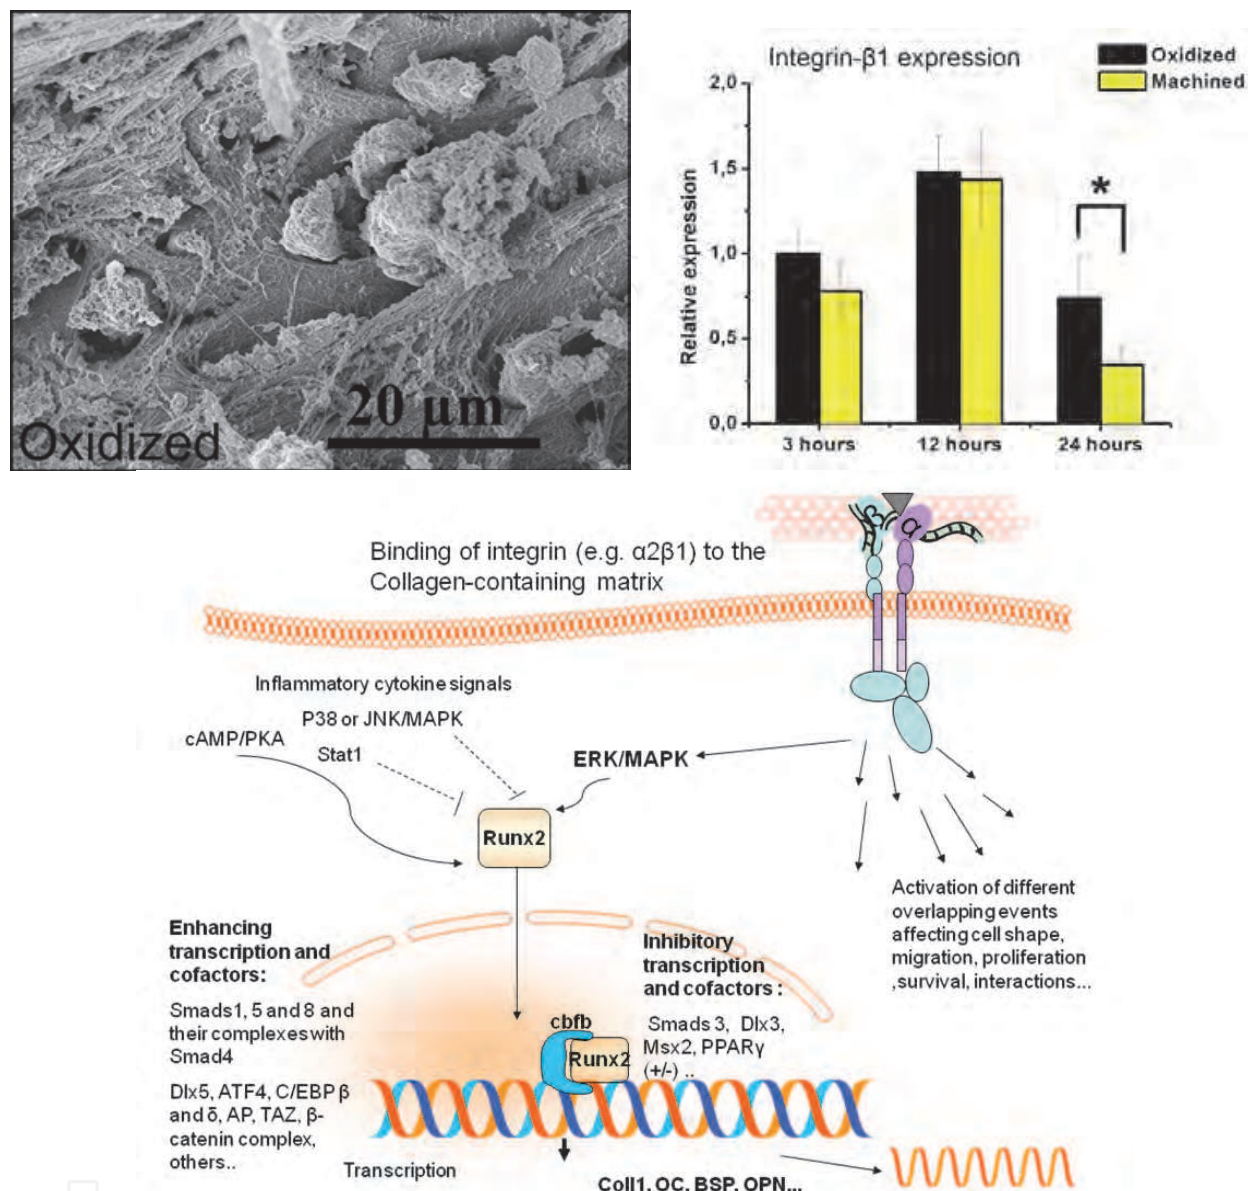 20 µm
Oxidized
Integrin-β1 expression
Oxidized
Machined
2,0
1,5
1,0
0,5
0,0
Relative expression
*
3 hours
12 hours
24 hours
β
α
Binding of integrin (e.g. α2β1) to the
Collagen-containing matrix
Inflammatory cytokine signals
P38 or JNK/MAPK
cAMP/PKA
Stat1
ERK/MAPK
Runx2
Activation of different
overlapping events
affecting cell shape,
migration, proliferation
,survival, interactions...
Enhancing
transcription and
cofactors:
Smads1, 5 and 8 and
their complexes with
Smad4
Dlx5, ATF4, C/EBP β
and δ, AP, TAZ, β-
catenin complex,
others..
Inhibitory
transcription
and cofactors :
Smads 3, Dlx3,
Msx2, PPARγ
(+/-) ..
cbfb
Runx2
Transcription
Coll1, OC, BSP, OPN...